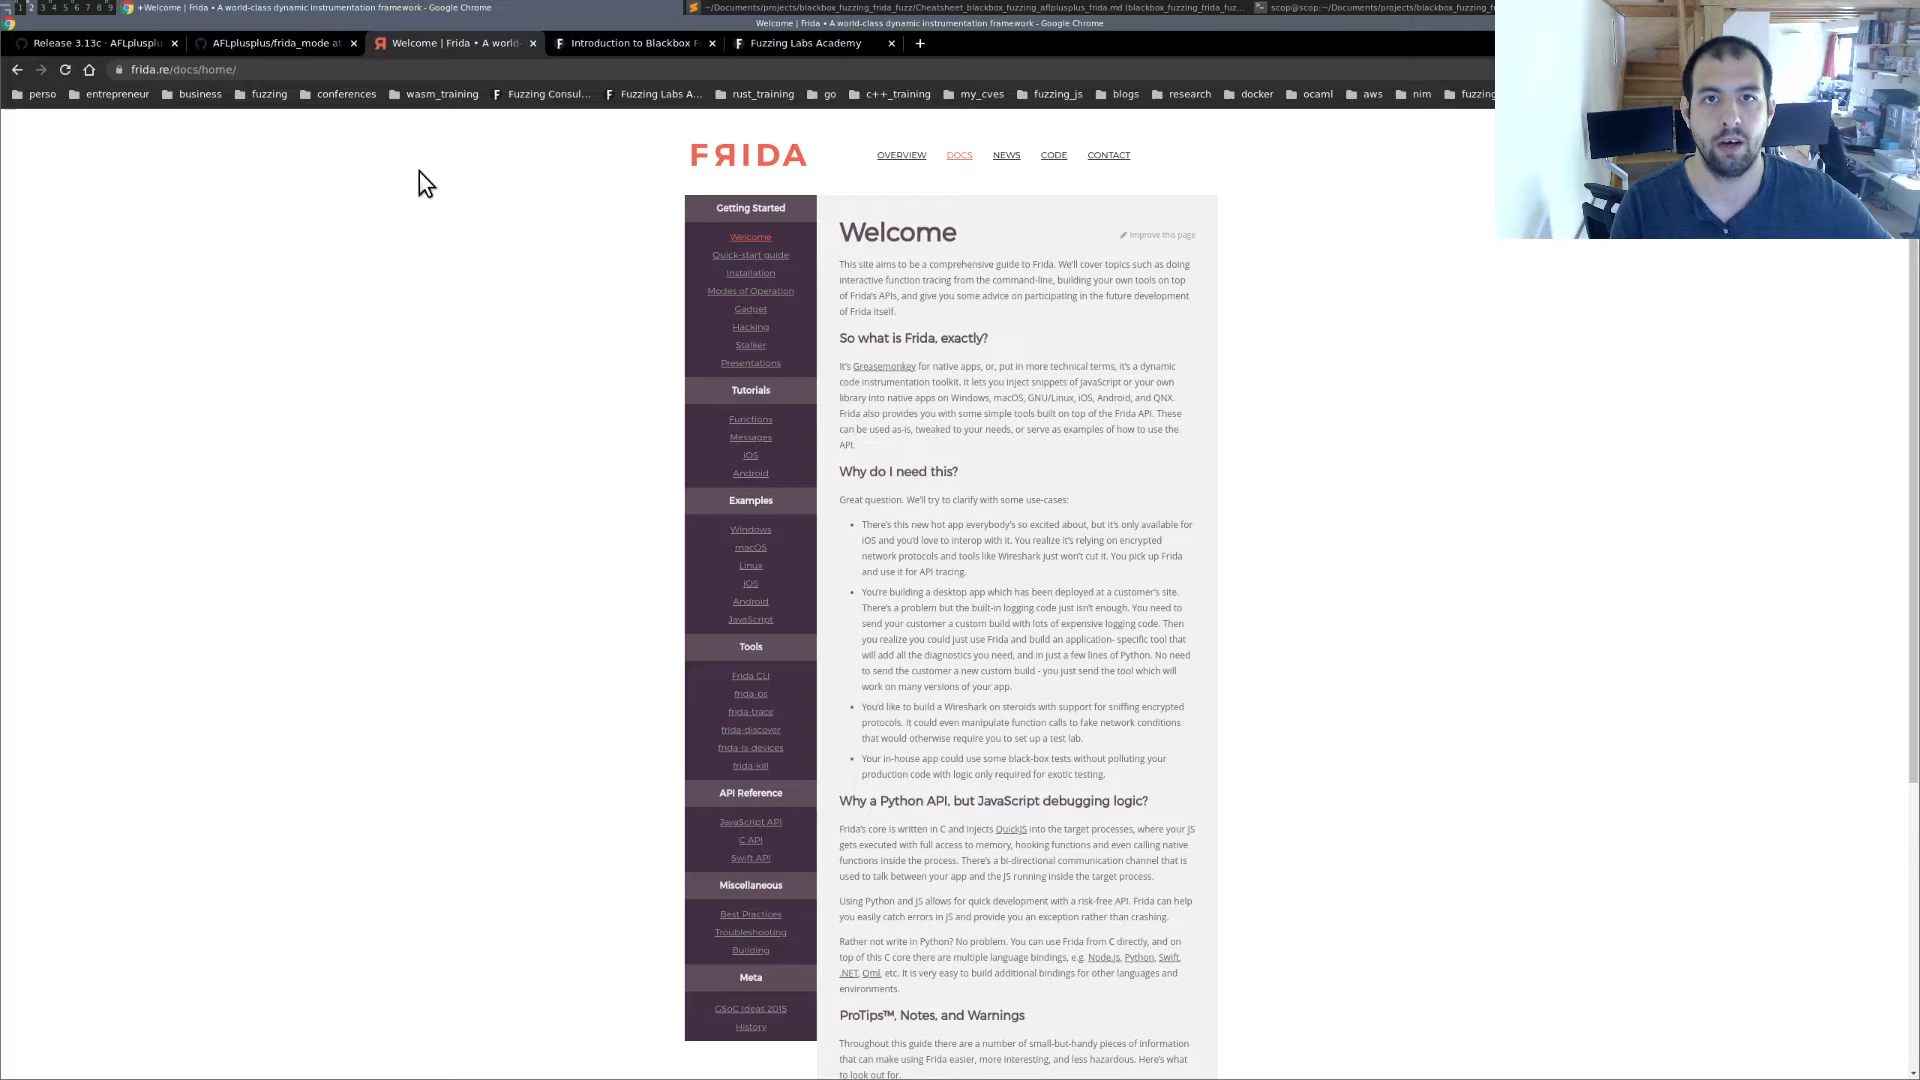 1 2 3 4 5 6 7 8 9 +Welcome | Frida • A world-class dynamic instrumentation framework - Google Chrome
~/Documents/projects/blackbox_fuzzing_frida_fuzz/Cheatsheet_blackbox_fuzzing_aflplusplus_frida.md (blackbox_fuzzing_frida_fuz...
scop@scop:~/Documents/projects/blackbox_fuzzing_fr
Welcome | Frida • A world-class dynamic instrumentation framework - Google Chrome
Release 3.13c · AFLplusplu
AFLplusplus/frida_mode at
Welcome | Frida • A world-
Introduction to Blackbox F
Fuzzing Labs Academy
frida.re/docs/home/
perso entrepreneur business fuzzing conferences wasm_training Fuzzing Consul... Fuzzing Labs A... rust_training go c++_training my_cves fuzzing_js blogs research docker ocaml aws nim fuzzing
FRIDA
OVERVIEW DOCS NEWS CODE CONTACT
Getting Started
Welcome
Quick-start guide
Installation
Modes of Operation
Gadget
Hacking
Stalker
Presentations
Tutorials
Functions
Messages
iOS
Android
Examples
Windows
macOS
Linux
iOS
Android
JavaScript
Tools
Frida CLI
frida-ps
frida-trace
frida-discover
frida-ls-devices
frida-kill
API Reference
JavaScript API
C API
Swift API
Miscellaneous
Best Practices
Troubleshooting
Building
Meta
GSoC Ideas 2015
History
Welcome
Improve this page
This site aims to be a comprehensive guide to Frida. We'll cover topics such as doing
interactive function tracing from the command-line, building your own tools on top
of Frida's APIs, and give you some advice on participating in the future development
of Frida itself.
So what is Frida, exactly?
It's Greasemonkey for native apps, or, put in more technical terms, it's a dynamic
code instrumentation toolkit. It lets you inject snippets of JavaScript or your own
library into native apps on Windows, macOS, GNU/Linux, iOS, Android, and QNX.
Frida also provides you with some simple tools built on top of the Frida API. These
can be used as-is, tweaked to your needs, or serve as examples of how to use the
API.
Why do I need this?
Great question. We'll try to clarify with some use-cases:
• There's this new hot app everybody's so excited about, but it's only available for
iOS and you'd love to interop with it. You realize it's relying on encrypted
network protocols and tools like Wireshark just won't cut it. You pick up Frida
and use it for API tracing.
• You're building a desktop app which has been deployed at a customer's site.
There's a problem but the built-in logging code just isn't enough. You need to
send your customer a custom build with lots of expensive logging code. Then
you realize you could just use Frida and build an application- specific tool that
will add all the diagnostics you need, and in just a few lines of Python. No need
to send the customer a new custom build - you just send the tool which will
work on many versions of your app.
• You'd like to build a Wireshark on steroids with support for sniffing encrypted
protocols. It could even manipulate function calls to fake network conditions
that would otherwise require you to set up a test lab.
• Your in-house app could use some black-box tests without polluting your
production code with logic only required for exotic testing.
Why a Python API, but JavaScript debugging logic?
Frida's core is written in C and injects QuickJS into the target processes, where your JS
gets executed with full access to memory, hooking functions and even calling native
functions inside the process. There's a bi-directional communication channel that is
used to talk between your app and the JS running inside the target process.
Using Python and JS allows for quick development with a risk-free API. Frida can help
you easily catch errors in JS and provide you an exception rather than crashing.
Rather not write in Python? No problem. You can use Frida from C directly, and on
top of this C core there are multiple language bindings, e.g. Node.js, Python, Swift,
.NET, Qml, etc. It is very easy to build additional bindings for other languages and
environments.
ProTips™, Notes, and Warnings
Throughout this guide there are a number of small-but-handy pieces of information
that can make using Frida easier, more interesting, and less hazardous. Here's what
to look out for.